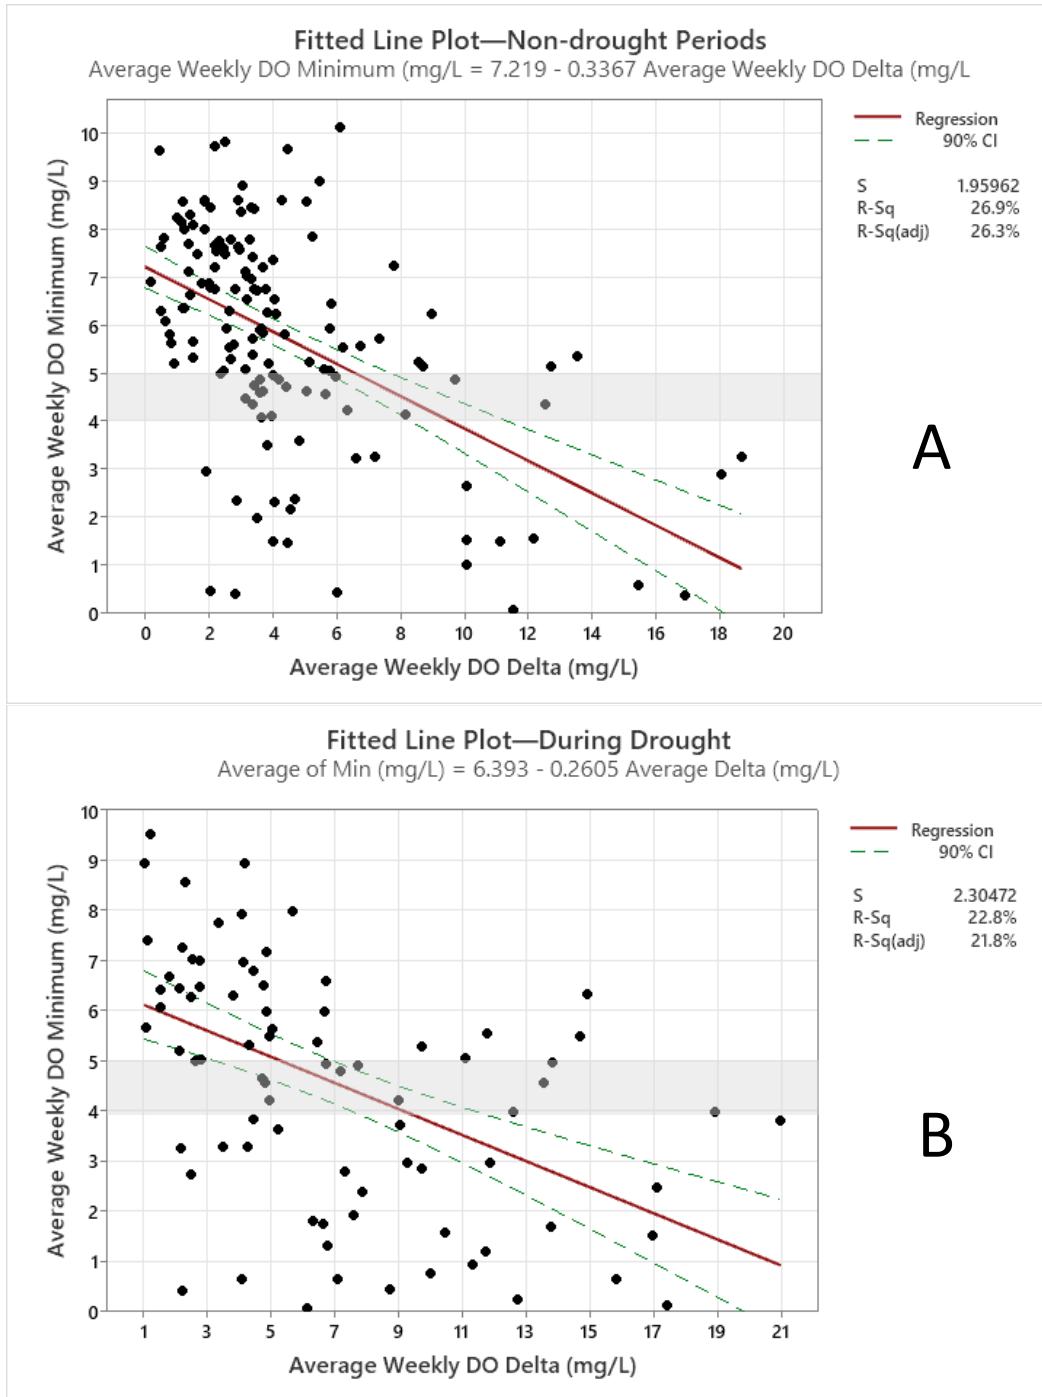 Fitted Line Plot—Non-drought Periods
Average Weekly DO Minimum (mg/L = 7.219 - 0.3367 Average Weekly DO Delta (mg/L
Regression
90% CI
S 1.95962
R-Sq 26.9%
R-Sq(adj) 26.3%
A
Average Weekly DO Minimum (mg/L)
10
9
8
7
6
5
4
3
2
1
0
0 2 4 6 8 10 12 14 16 18 20
Average Weekly DO Delta (mg/L)
Fitted Line Plot—During Drought
Average of Min (mg/L) = 6.393 - 0.2605 Average Delta (mg/L)
Regression
90% CI
S 2.30472
R-Sq 22.8%
R-Sq(adj) 21.8%
B
Average Weekly DO Minimum (mg/L)
10
9
8
7
6
5
4
3
2
1
0
1 3 5 7 9 11 13 15 17 19 21
Average Weekly DO Delta (mg/L)